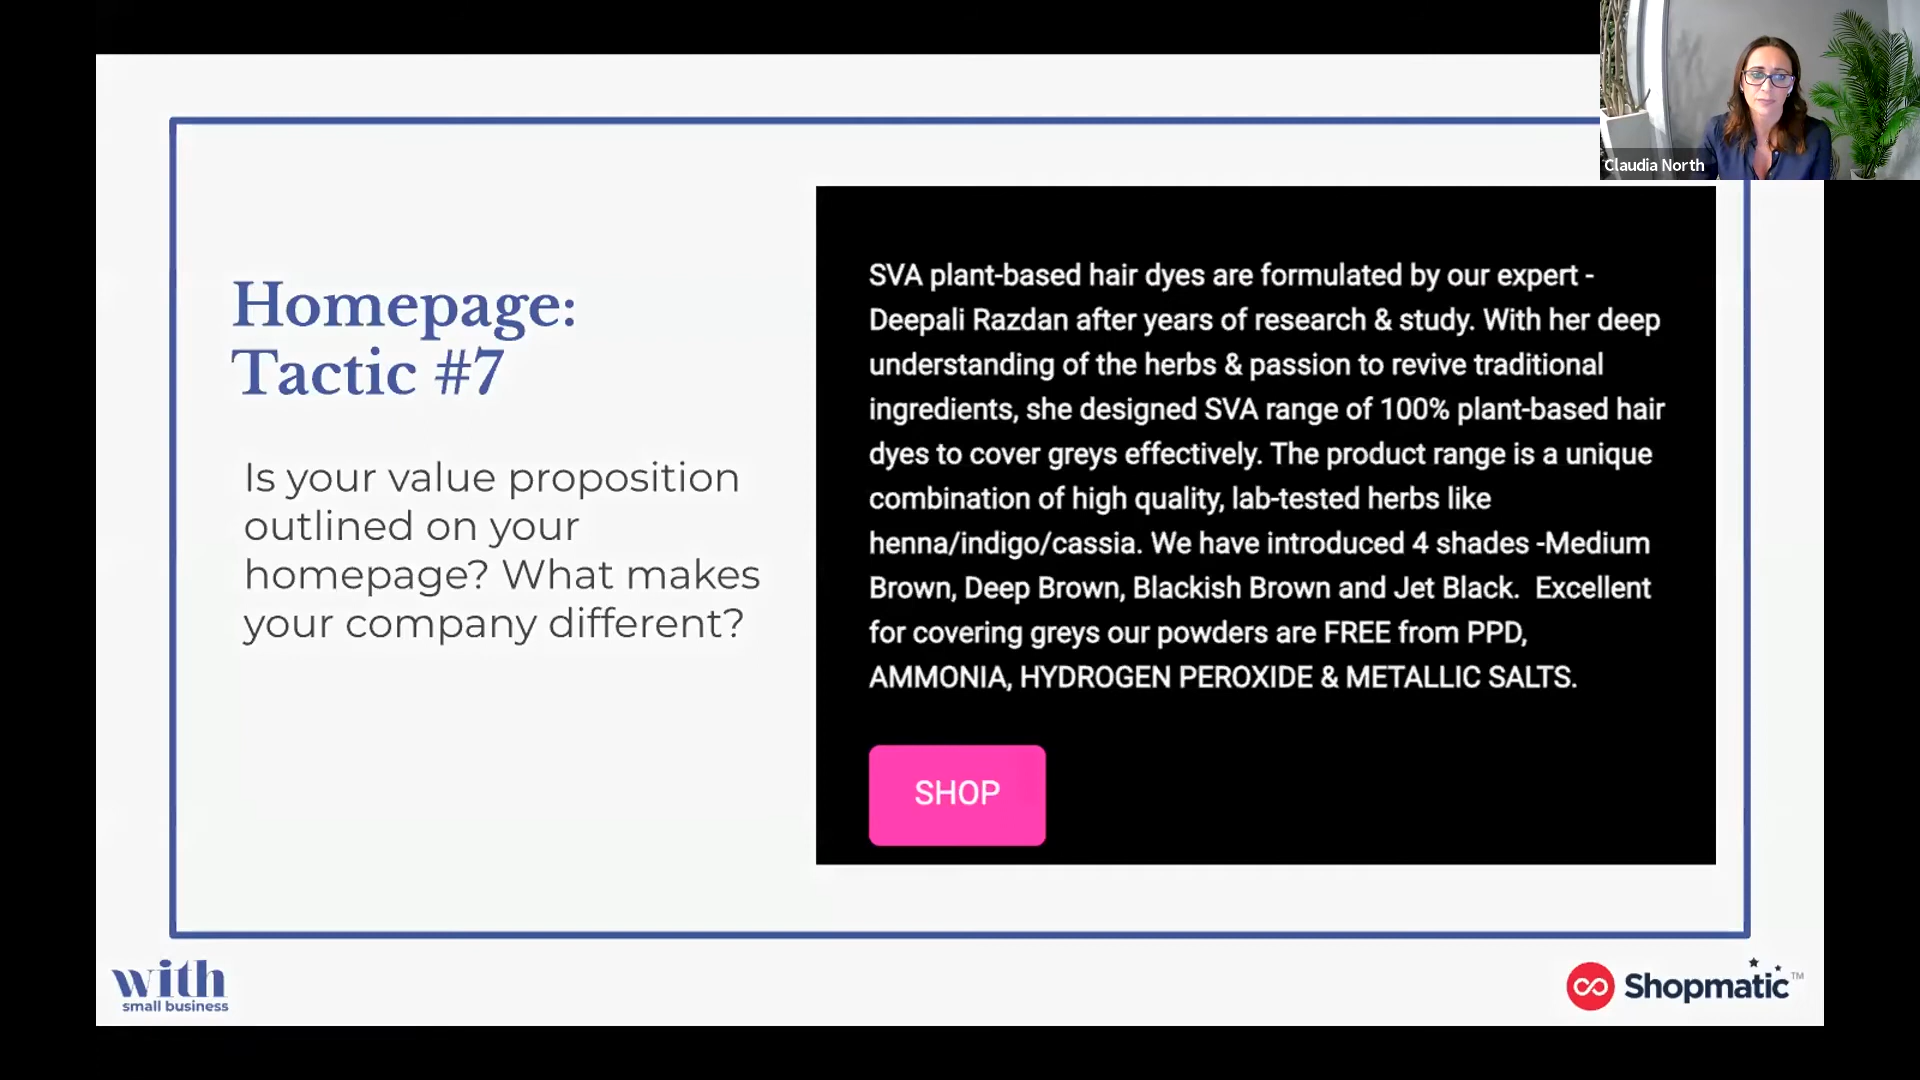 Claudia North
Homepage:
Tactic #7
Is your value proposition
outlined on your
homepage? What makes
your company different?
SVA plant-based hair dyes are formulated by our expert -
Deepali Razdan after years of research & study. With her deep
understanding of the herbs & passion to revive traditional
ingredients, she designed SVA range of 100% plant-based hair
dyes to cover greys effectively. The product range is a unique
combination of high quality, lab-tested herbs like
henna/indigo/cassia. We have introduced 4 shades -Medium
Brown, Deep Brown, Blackish Brown and Jet Black.  Excellent
for covering greys our powders are FREE from PPD,
AMMONIA, HYDROGEN PEROXIDE & METALLIC SALTS.
SHOP
with
small business
Shopmatic™